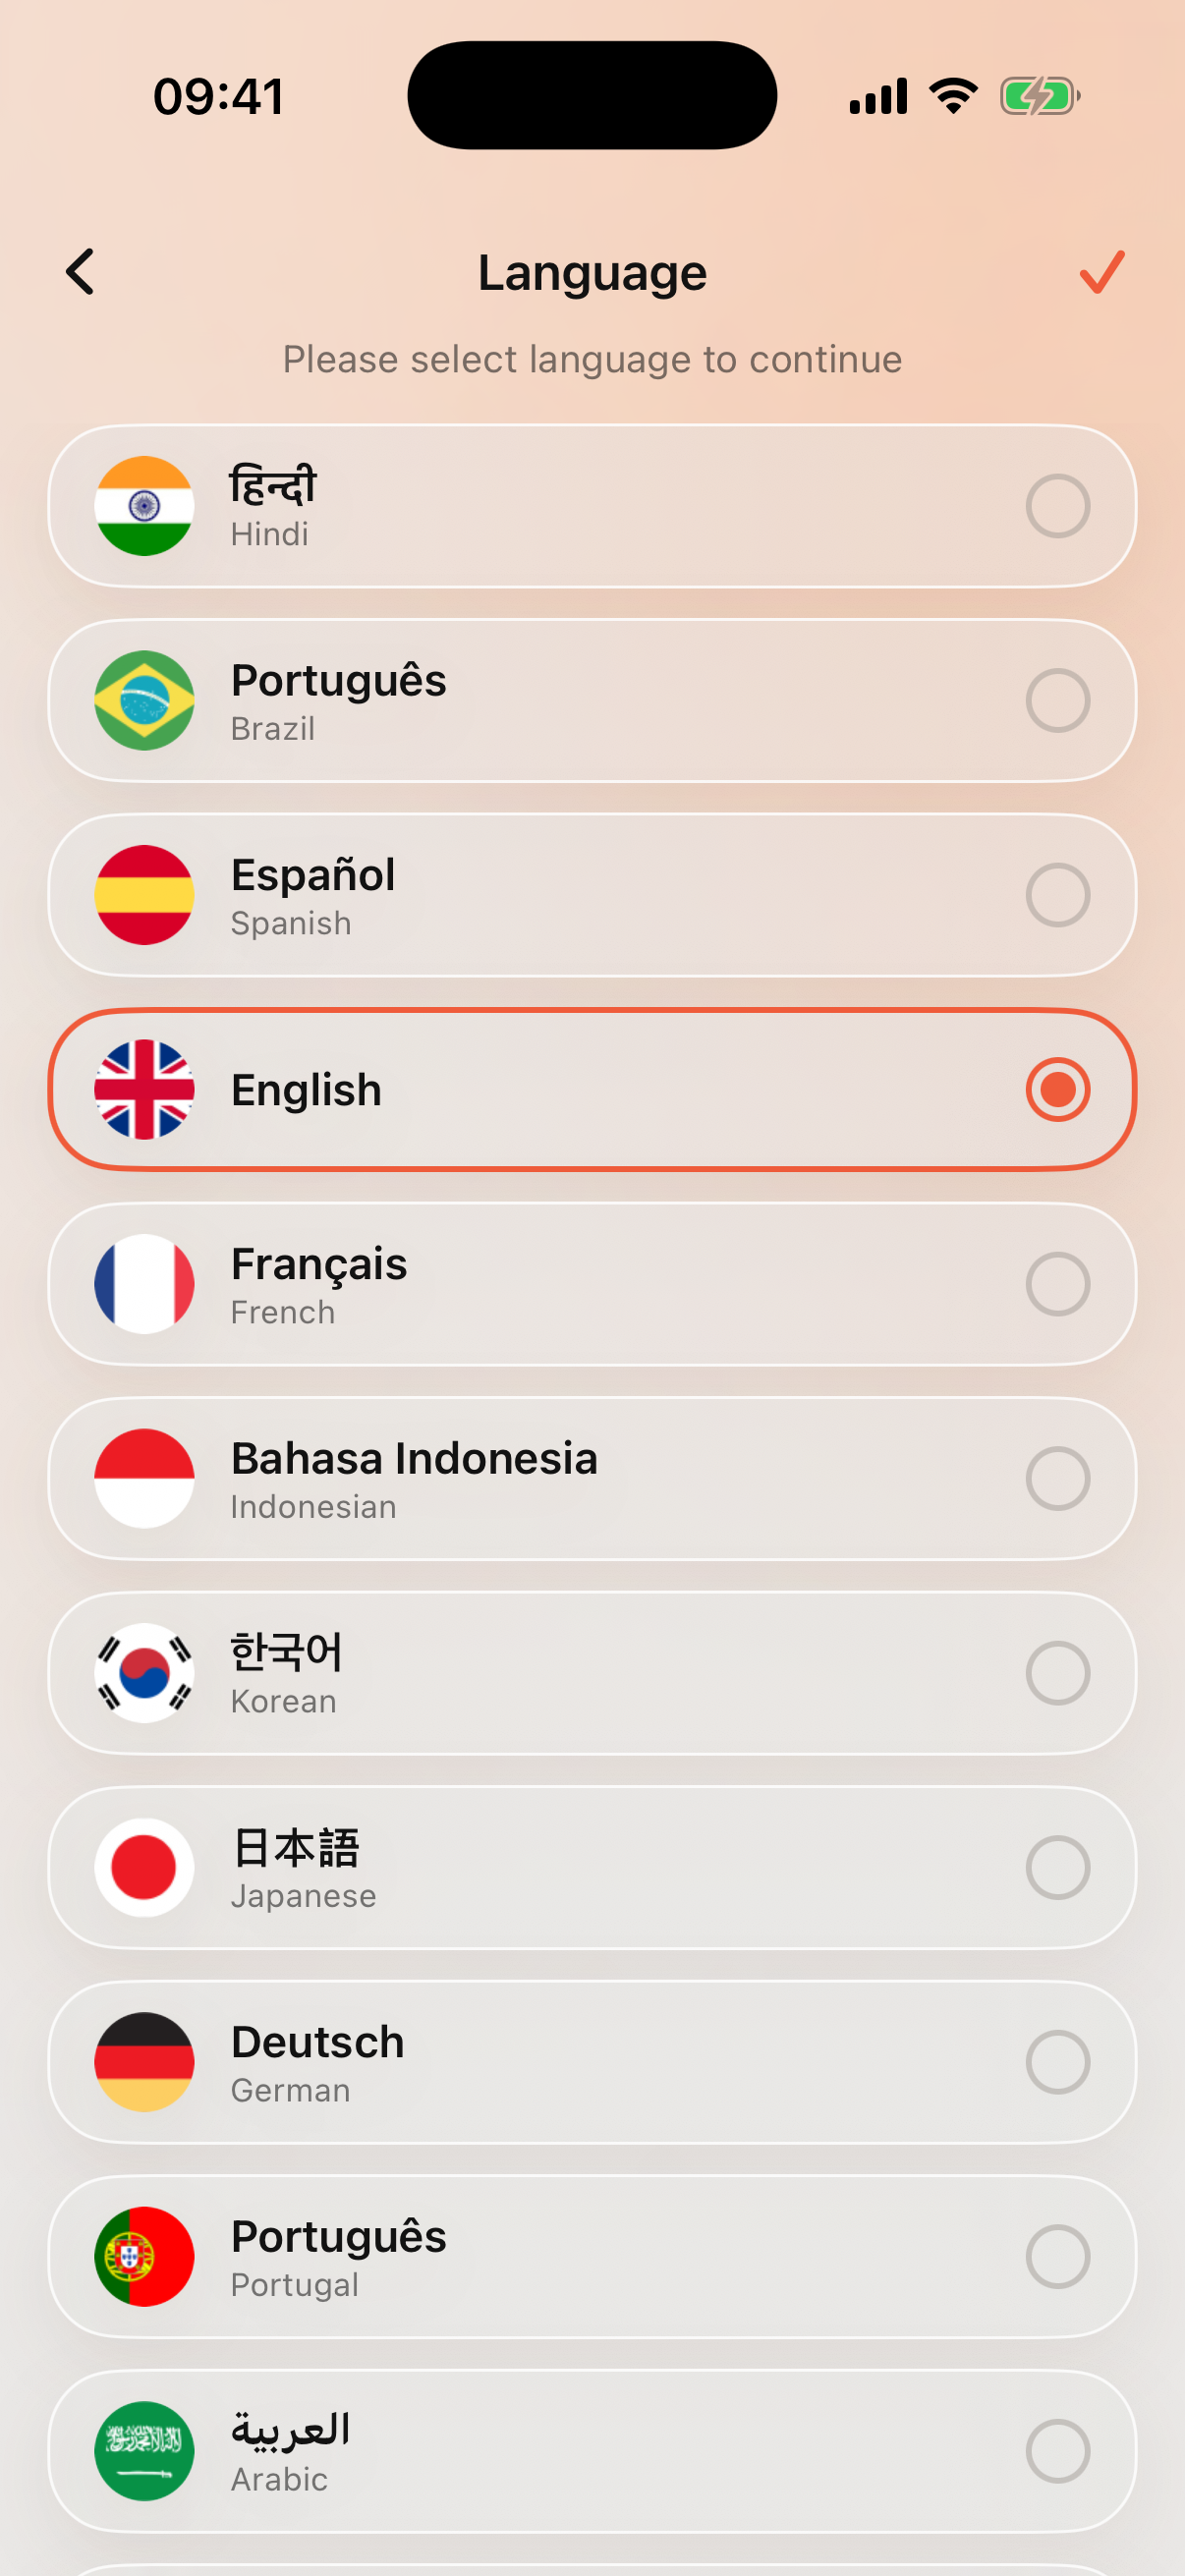 09:41
Language
Please select language to continue
हिन्दी
Hindi
Português
Brazil
Español
Spanish
English
Français
French
Bahasa Indonesia
Indonesian
한국어
Korean
日本語
Japanese
Deutsch
German
Português
Portugal
العربية
Arabic